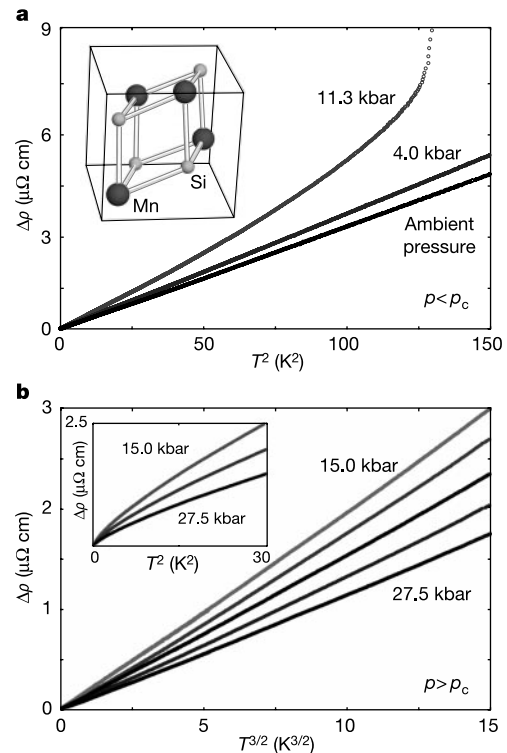 a
9
6
3
0
Δρ (μΩ cm)
Mn
Si
11.3 kbar
4.0 kbar
Ambient
pressure
p < pc
0
50
75
100
125
150
T² (K²)
b
3
2
1
0
Δρ (μΩ cm)
2.5
Δρ (μΩ cm)
15.0 kbar
27.5 kbar
0
30
T² (K²)
15.0 kbar
27.5 kbar
p > pc
0
5
7
10
15
T³/² (K³/²)